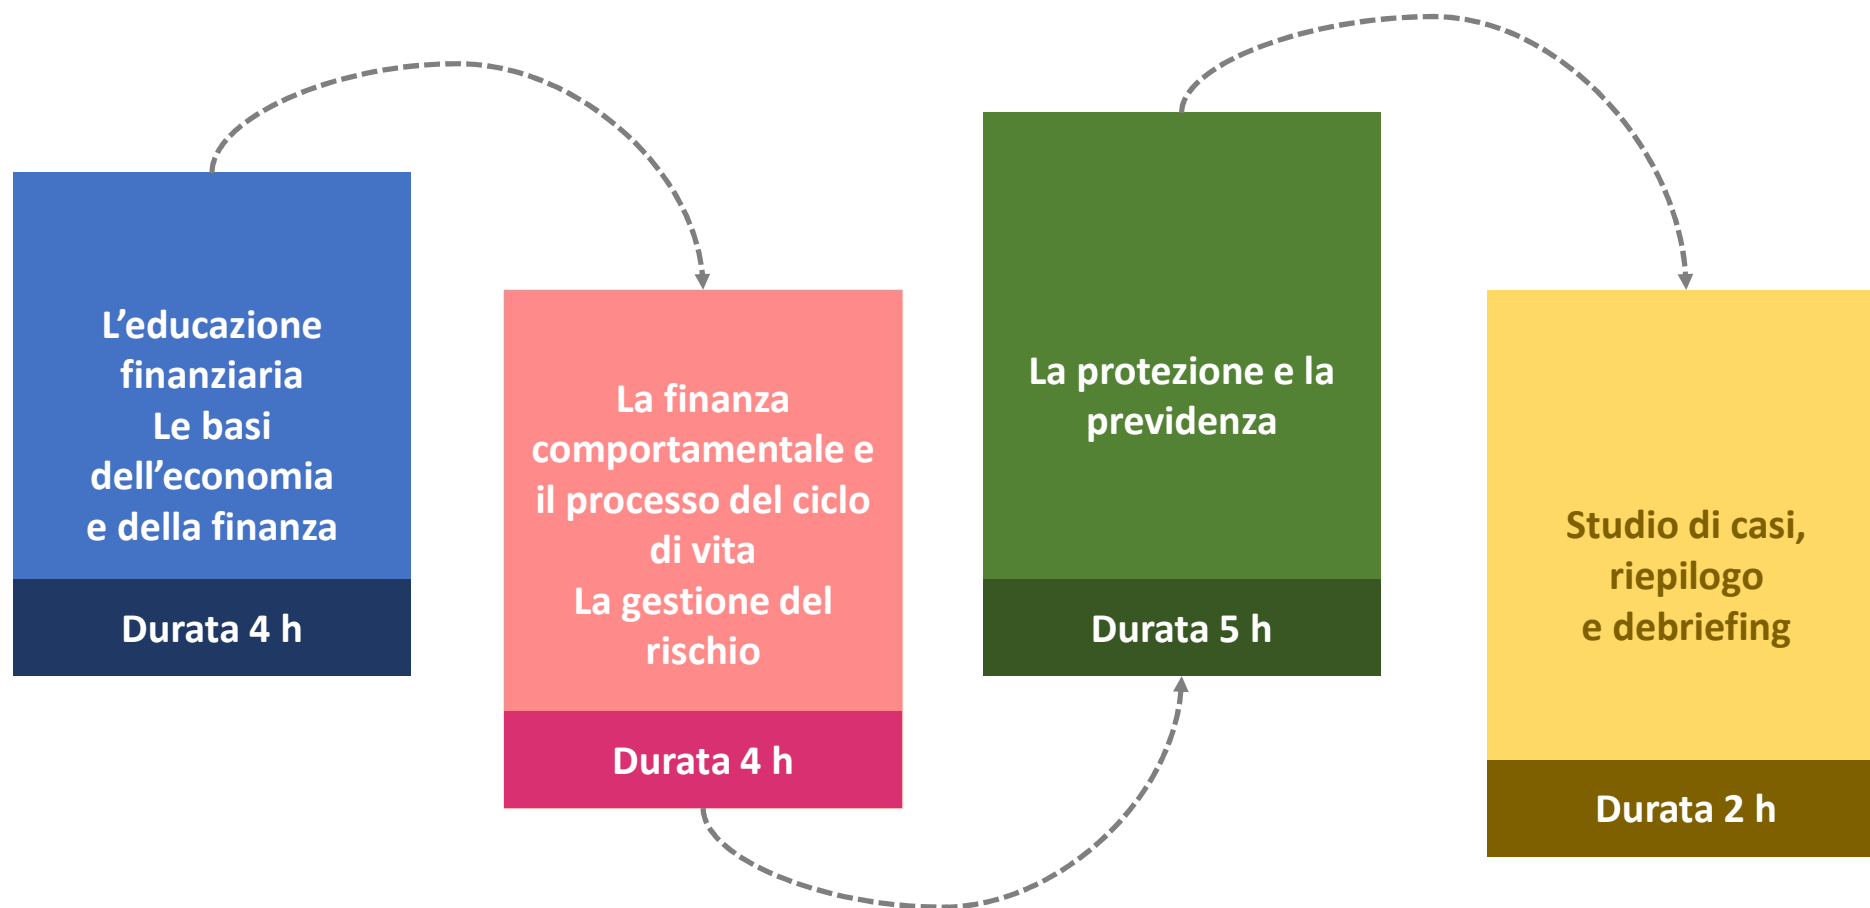 L’educazione
finanziaria
Le basi
dell’economia
e della finanza
Durata 4 h
La finanza
comportamentale e
il processo del ciclo
di vita
La gestione del
rischio
Durata 4 h
La protezione e la
previdenza
Durata 5 h
Studio di casi,
riepilogo
e debriefing
Durata 2 h